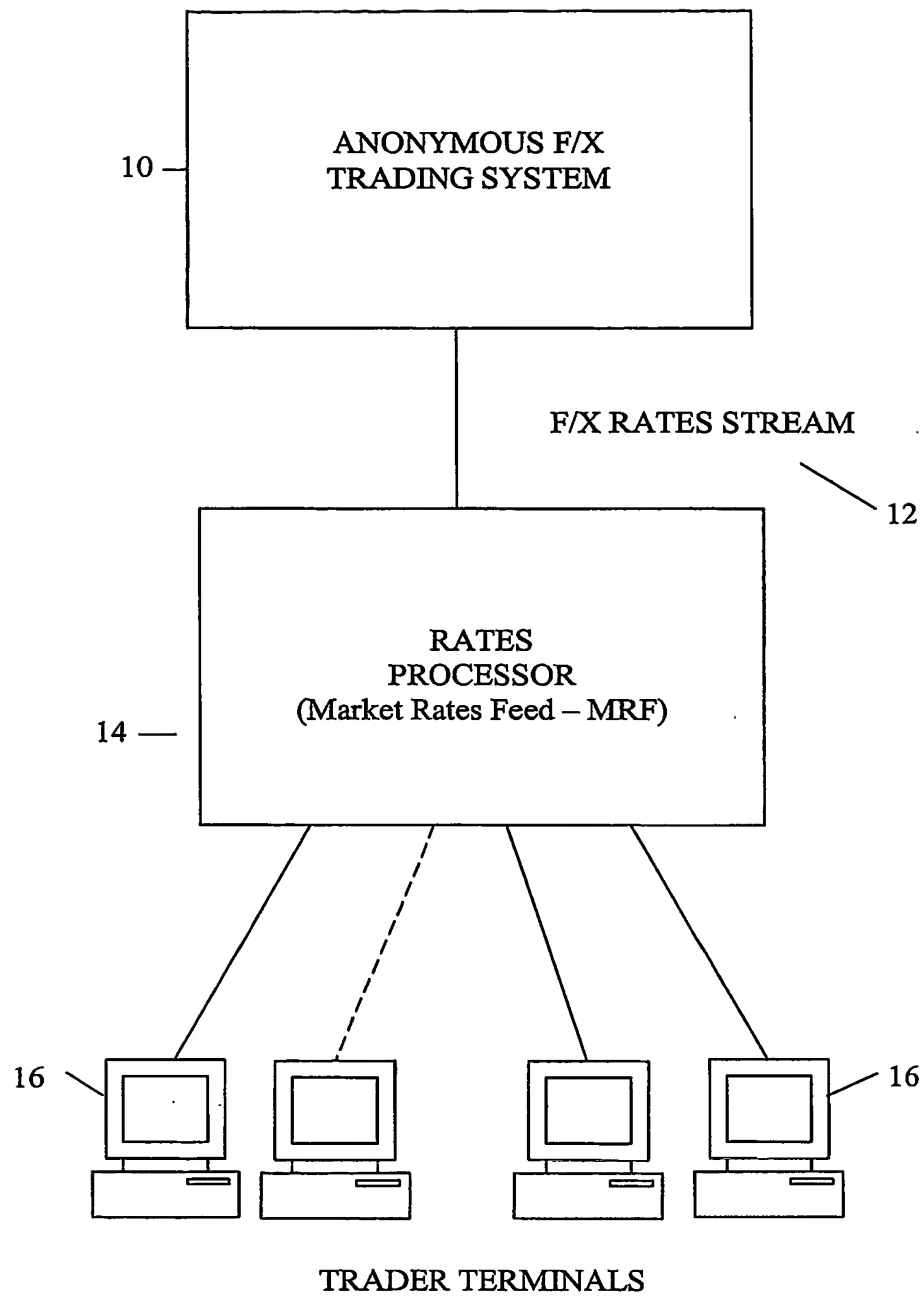 ANONYMOUS F/X
TRADING SYSTEM
10
F/X RATES STREAM
12
RATES
PROCESSOR
(Market Rates Feed – MRF)
14
16
16
TRADER TERMINALS